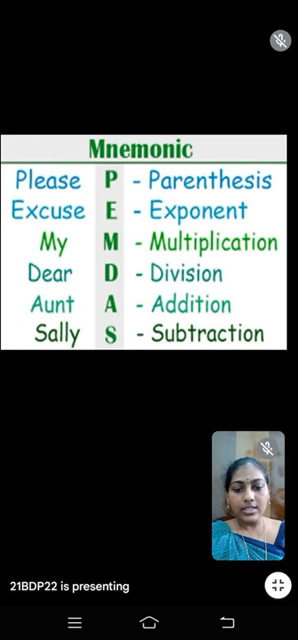 Mnemonic
Please P - Parenthesis
Excuse E - Exponent
My M - Multiplication
Dear D - Division
Aunt A - Addition
Sally S - Subtraction
21BDP22 is presenting